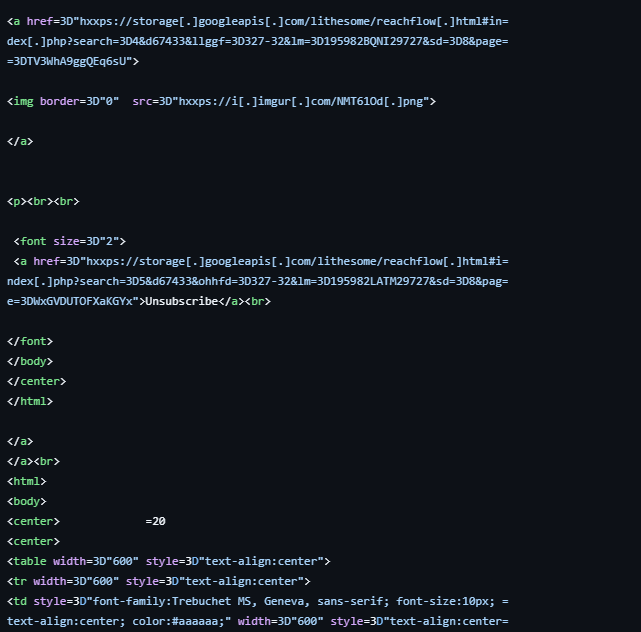 <a href=3D"hxxps://storage[.]googleapis[.]com/lithesome/reachflow[.]html#in=
dex[.]php?search=3D4&d67433&llggf=3D327-32&lm=3D195982BQNI29727&sd=3D8&page=
=3DTV3WhA9ggQEq6sU">
<img border=3D"0"  src=3D"hxxps://i[.]imgur[.]com/NMT61Od[.]png">
</a>
<p><br><br>
<font size=3D"2">
<a href=3D"hxxps://storage[.]googleapis[.]com/lithesome/reachflow[.]html#i=
ndex[.]php?search=3D5&d67433&ohhfd=3D327-32&lm=3D195982LATM29727&sd=3D8&pag=
e=3DWxGVDUTOFXaKGYx">Unsubscribe</a><br>
</font>
</body>
</center>
</html>
</a>
</a><br>
<html>
<body>
<center>             =20
<center>
<table width=3D"600" style=3D"text-align:center">
<tr width=3D"600" style=3D"text-align:center">
<td style=3D"font-family:Trebuchet MS, Geneva, sans-serif; font-size:10px; =
text-align:center; color:#aaaaaa;" width=3D"600" style=3D"text-align:center=